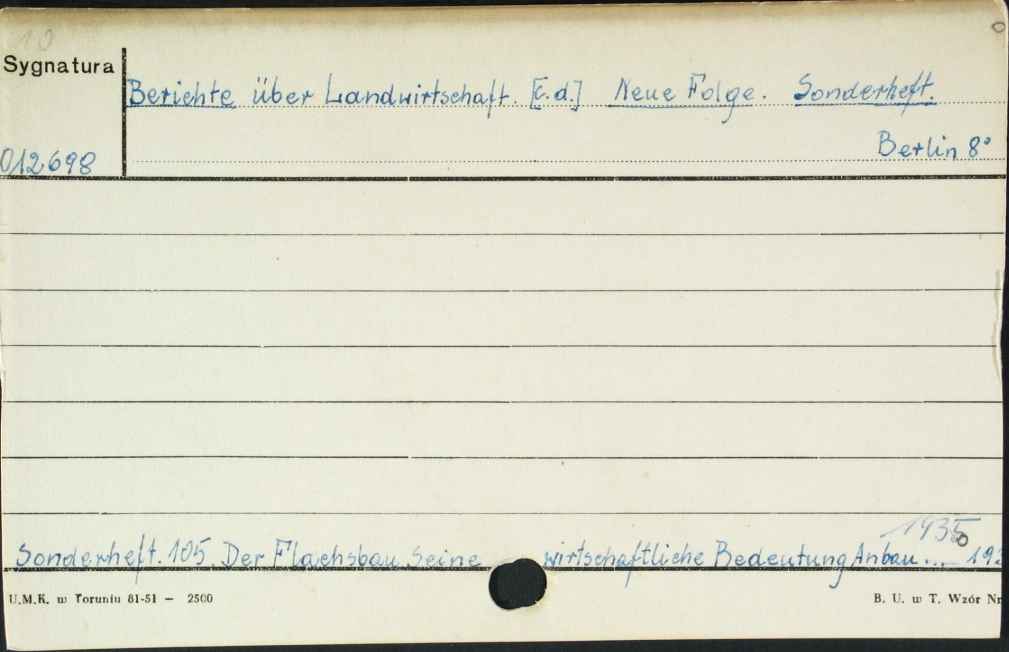 10
Sygnatura
Berichte über Landwirtschaft. [c.d.] Neue Folge. Sonderheft.
012698
Berlin 8°
1935
Sonderheft. 105. Der Flachsbau. Seine wirtschaftliche Bedeutung Anbau...
U.M.K. w Toruniu 81-51 — 2500
B. U. w T. Wzór Nr